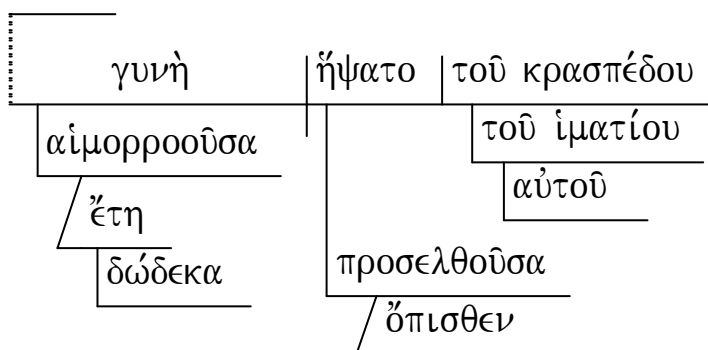 γυνὴ ἥψατο τοῦ κρασπέδου
αἱμορροοῦσα τοῦ ἱματίου
αὐτοῦ
ἔτη
δώδεκα προσελθοῦσα
ὄπισθεν